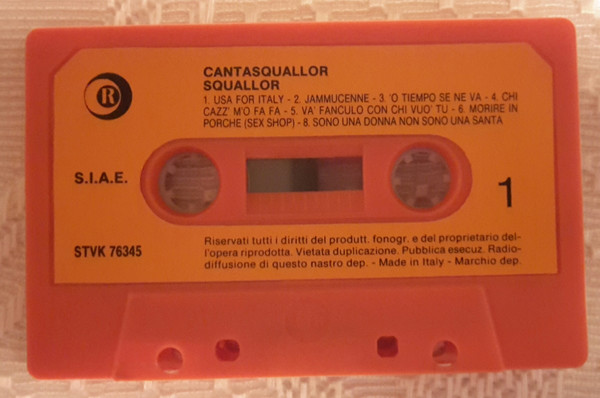 CANTASQUALLOR
SQUALLOR
1. USA FOR ITALY - 2. JAMMUCENNE - 3. 'O TIEMPO SE NE VA - 4. CHI
CAZZ' M'O FA FA - 5. VA' FANCULO CON CHI VUO' TU - 6. MORIRE IN
PORCHE (SEX SHOP) - 8. SONO UNA DONNA NON SONO UNA SANTA
R
S.I.A.E.
1
STVK 76345
Riservati tutti i diritti del produtt. fonogr. e del proprietario del-
l'opera riprodotta. Vietata duplicazione. Pubblica esecuz. Radio-
diffusione di questo nastro dep. - Made in Italy - Marchio dep.